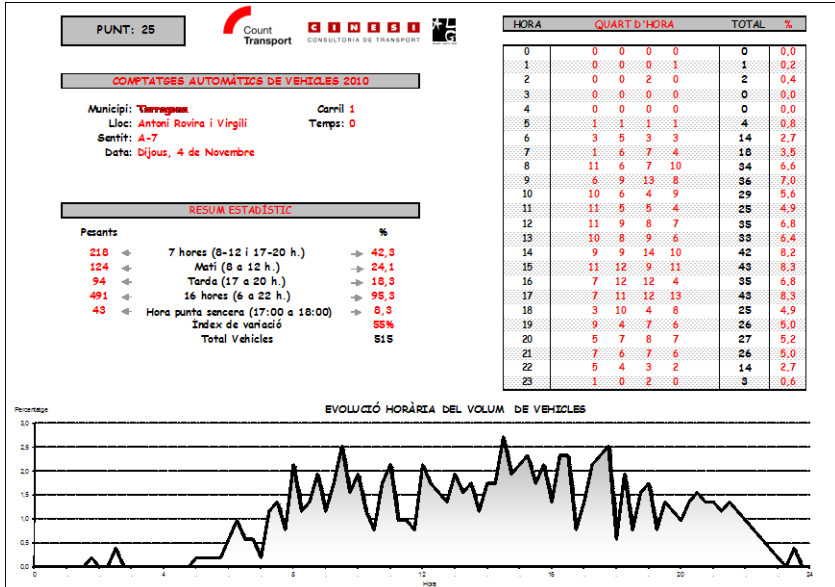 PUNT: 25
Count
Transport
CINESI
CONSULTORIA DE TRANSPORT
LG
COMPTATGES AUTOMÀTICS DE VEHICLES 2010
Municipi: Tarragona Carril 1
Lloc: Antoni Rovira i Virgili Temps: 0
Sentit: A-7
Data: Dijous, 4 de Novembre
RESUM ESTADÍSTIC
Pesants %
218 7 hores (8-12 i 17-20 h.) 42,3
124 Matí (8 a 12 h.) 24,1
94 Tarda (17 a 20 h.) 18,3
491 16 hores (6 a 22 h.) 95,3
43 Hora punta sencera (17:00 a 18:00) 8,3
Índex de variació 55%
Total Vehicles 515
HORA QUART D'HORA TOTAL %
0 0 0 0 0 0 0,0
1 0 0 0 1 1 0,2
2 0 0 2 0 2 0,4
3 0 0 0 0 0 0,0
4 0 0 0 0 0 0,0
5 1 1 1 1 4 0,8
6 3 5 3 3 14 2,7
7 1 6 7 4 18 3,5
8 11 6 7 10 34 6,6
9 6 9 13 8 36 7,0
10 10 6 4 9 29 5,6
11 11 5 5 4 25 4,9
12 11 9 8 7 35 6,8
13 10 8 9 6 33 6,4
14 9 9 14 10 42 8,2
15 11 12 9 11 43 8,3
16 7 12 12 4 35 6,8
17 7 11 12 13 43 8,3
18 3 10 4 8 25 4,9
19 9 4 7 6 26 5,0
20 5 7 8 7 27 5,2
21 7 6 7 6 26 5,0
22 5 4 3 2 14 2,7
23 1 0 2 0 3 0,6
EVOLUCIÓ HORÀRIA DEL VOLUM DE VEHICLES
Percentatge
3,0
2,5
2,0
1,5
1,0
0,5
0,0
0 4 8 12 16 20 24
Hora